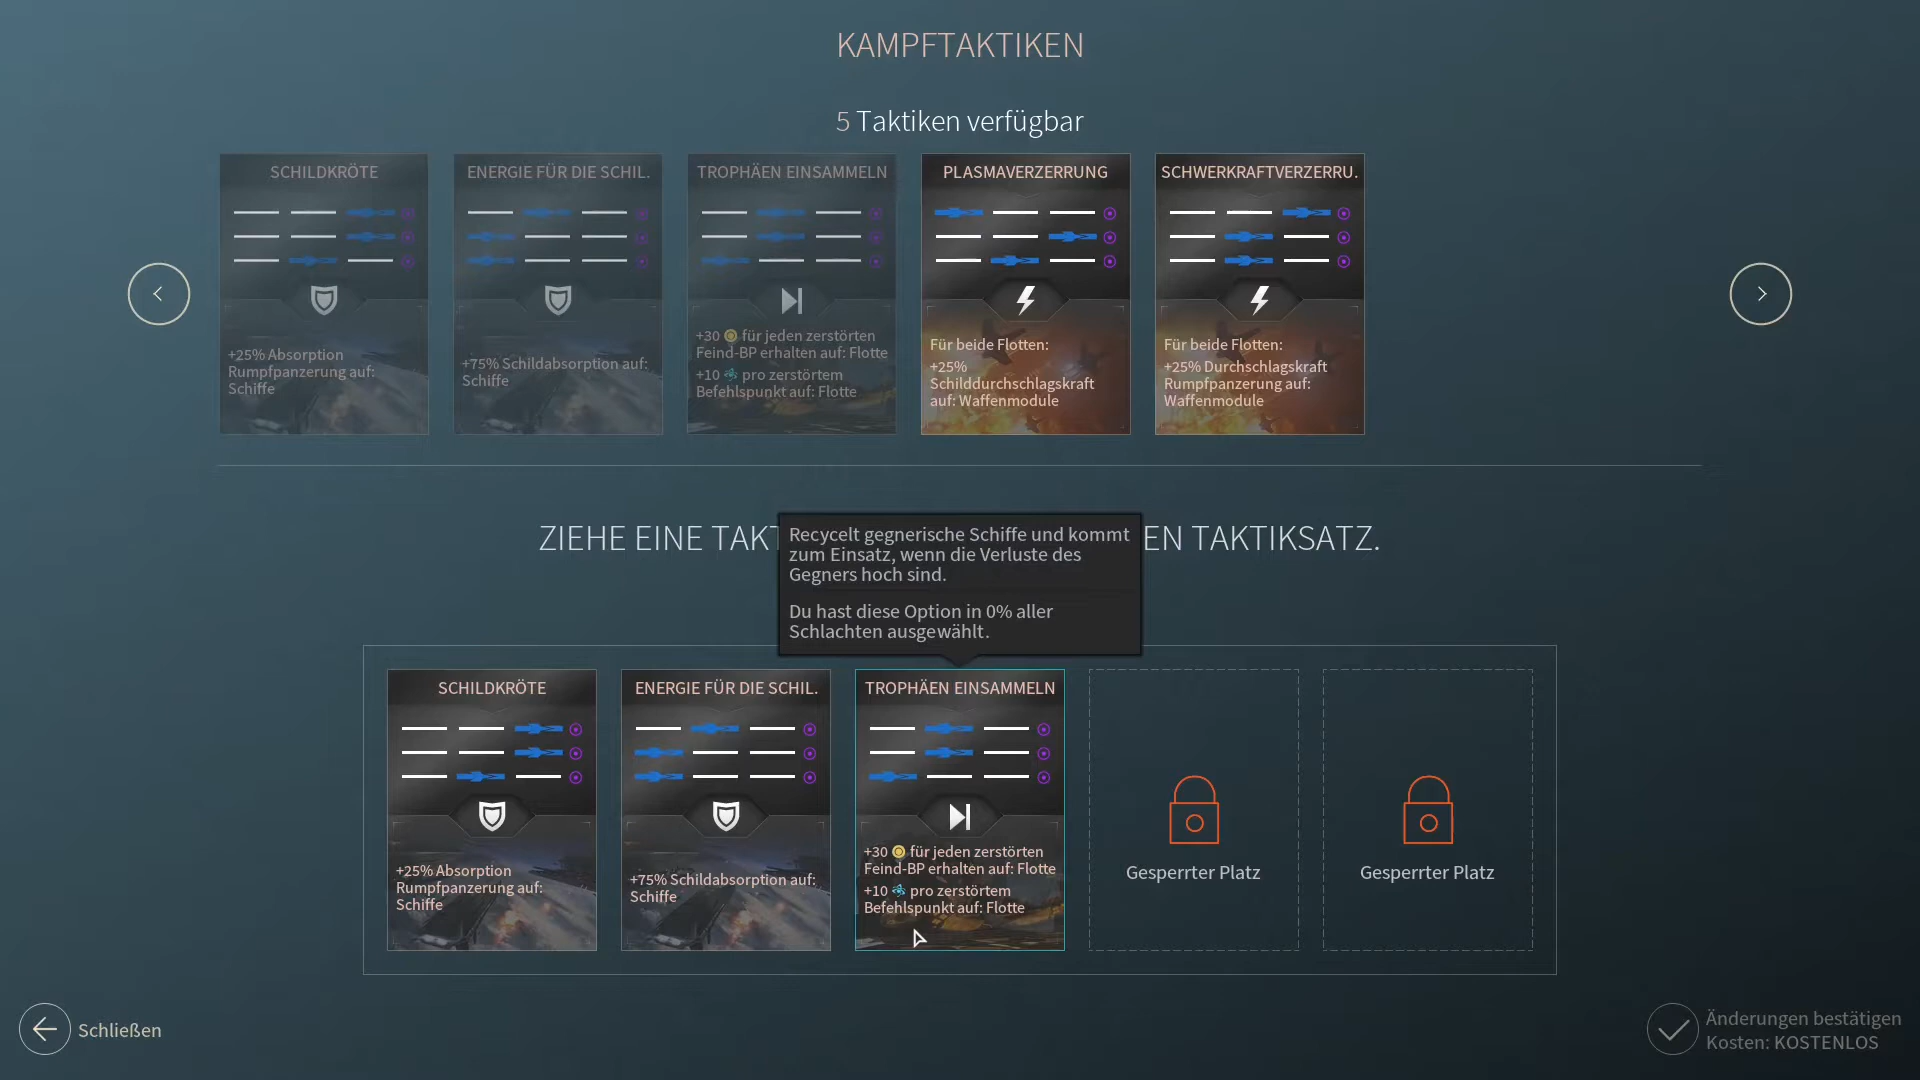 KAMPFTAKTIKEN
5 Taktiken verfügbar
SCHILDKRÖTE
+25% Absorption
Rumpfpanzerung auf:
Schiffe
ENERGIE FÜR DIE SCHIL.
+75% Schildabsorption auf:
Schiffe
TROPHÄEN EINSAMMELN
+30 für jeden zerstörten
Feind-BP erhalten auf: Flotte
+10 pro zerstörtem
Befehlspunkt auf: Flotte
PLASMAVERZERRUNG
Für beide Flotten:
+25%
Schilddurchschlagskraft
auf: Waffenmodule
SCHWERKRAFTVERZERRU.
Für beide Flotten:
+25% Durchschlagskraft
Rumpfpanzerung auf:
Waffenmodule
ZIEHE EINE TAKT EN TAKTIKSATZ.
Recycelt gegnerische Schiffe und kommt
zum Einsatz, wenn die Verluste des
Gegners hoch sind.
Du hast diese Option in 0% aller
Schlachten ausgewählt.
SCHILDKRÖTE
+25% Absorption
Rumpfpanzerung auf:
Schiffe
ENERGIE FÜR DIE SCHIL.
+75% Schildabsorption auf:
Schiffe
TROPHÄEN EINSAMMELN
+30 für jeden zerstörten
Feind-BP erhalten auf: Flotte
+10 pro zerstörtem
Befehlspunkt auf: Flotte
Gesperrter Platz
Gesperrter Platz
Schließen
Änderungen bestätigen
Kosten: KOSTENLOS